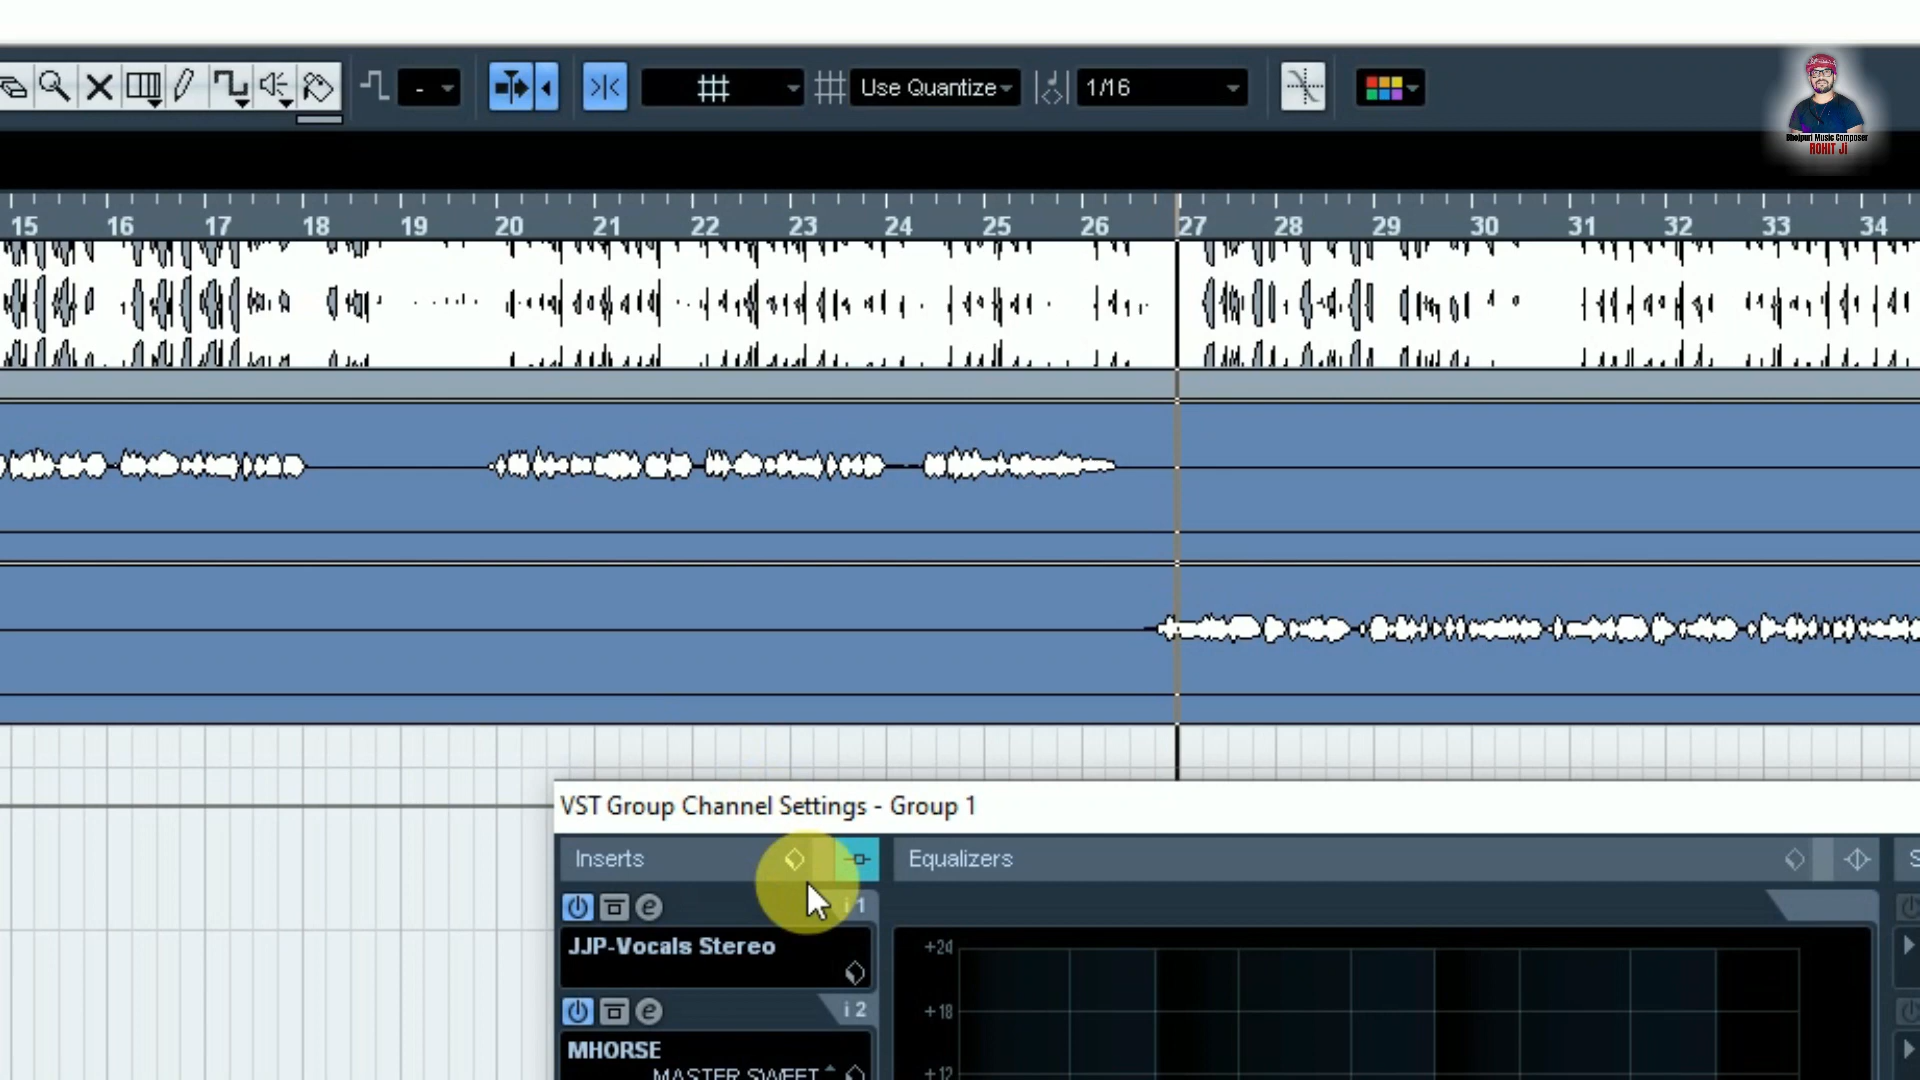 Use Quantize
1/16
Bhojpuri Music Composer
ROHIT Ji
15 16 17 18 19 20 21 22 23 24 25 26 27 28 29 30 31 32 33 34
VST Group Channel Settings - Group 1
Inserts
Equalizers
S
e
i 1
JJP-Vocals Stereo
+24
e
i 2
+18
MHORSE
MASTER SWEET
+12